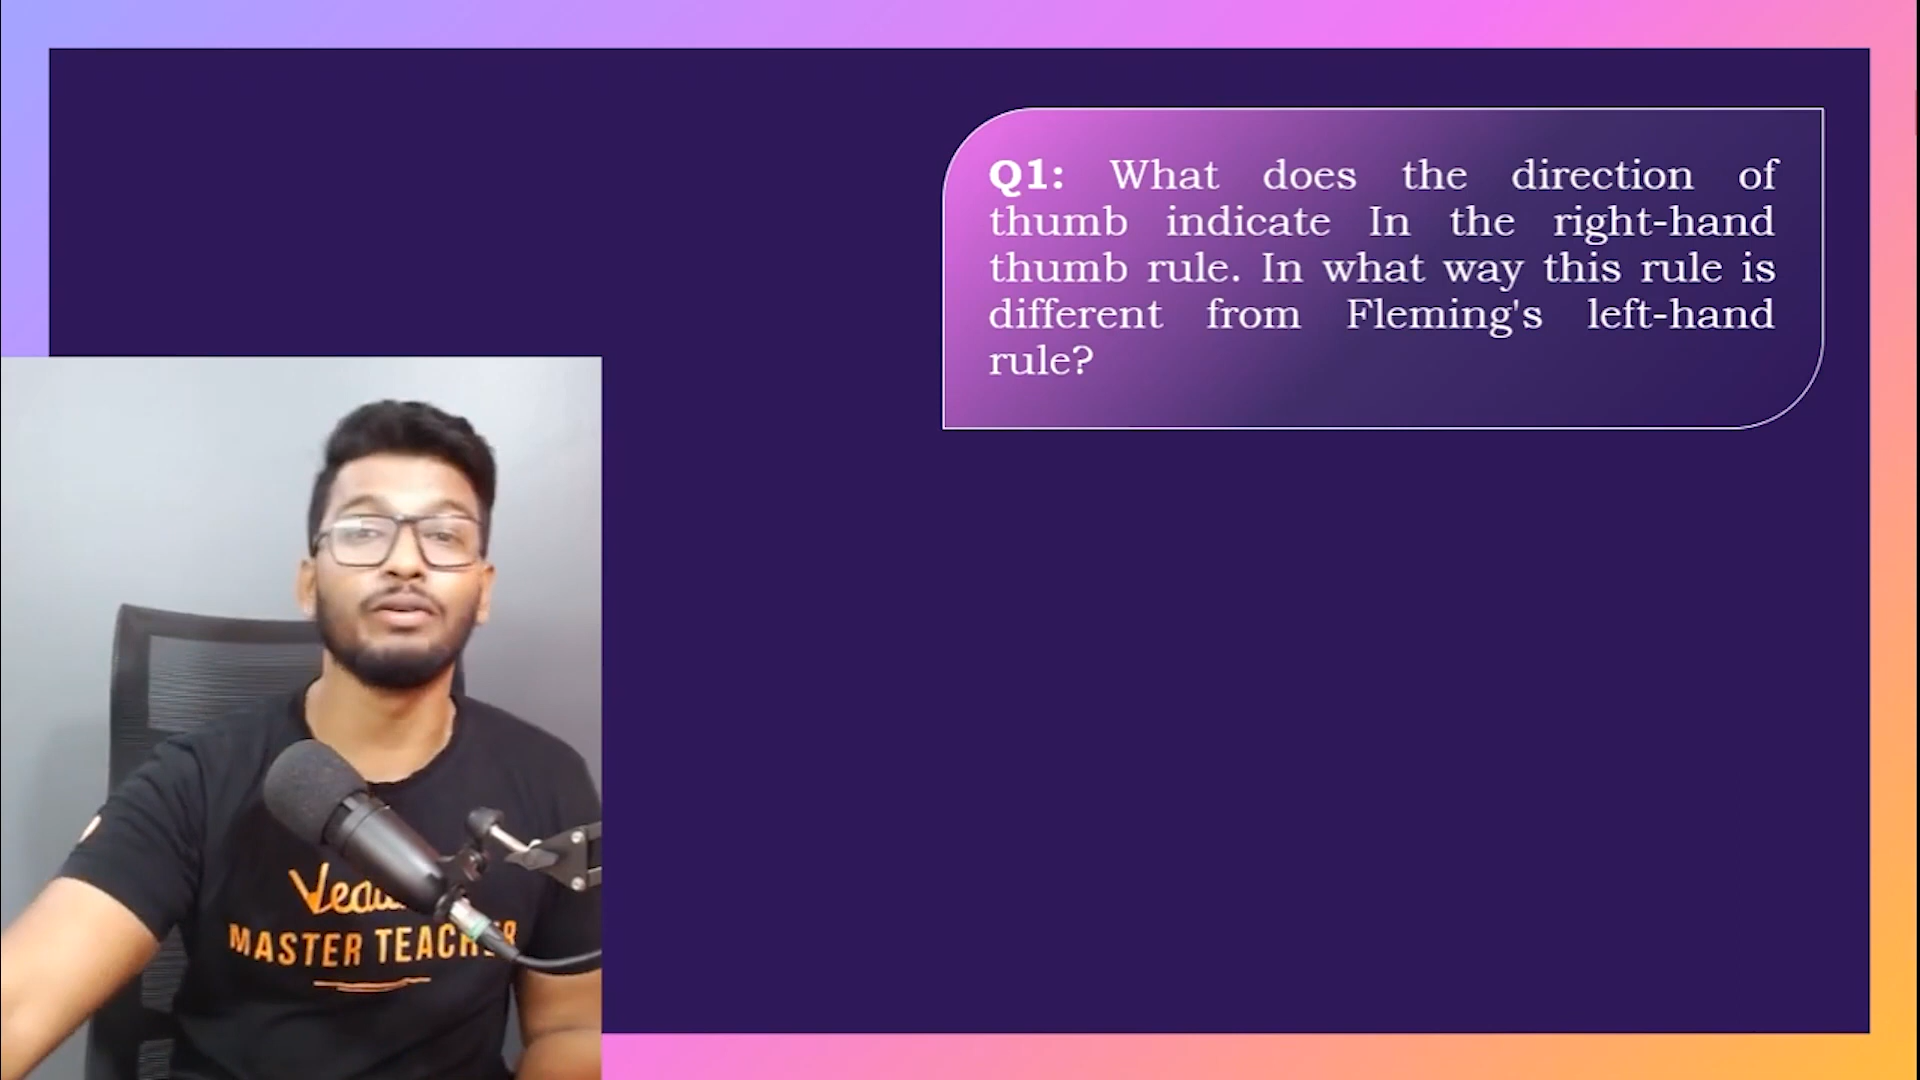 Q1: What does the direction of
thumb indicate In the right-hand
thumb rule. In what way this rule is
different from Fleming's left-hand
rule?
MASTER TEACHER